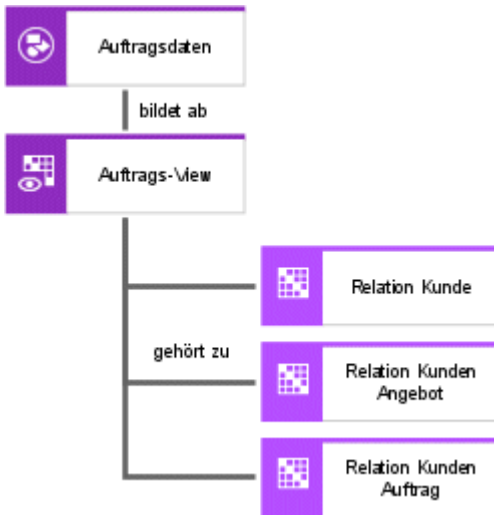 Auftragsdaten
bildet ab
Auftrags-View
Relation Kunde
gehört zu
Relation Kunden
Angebot
Relation Kunden
Auftrag